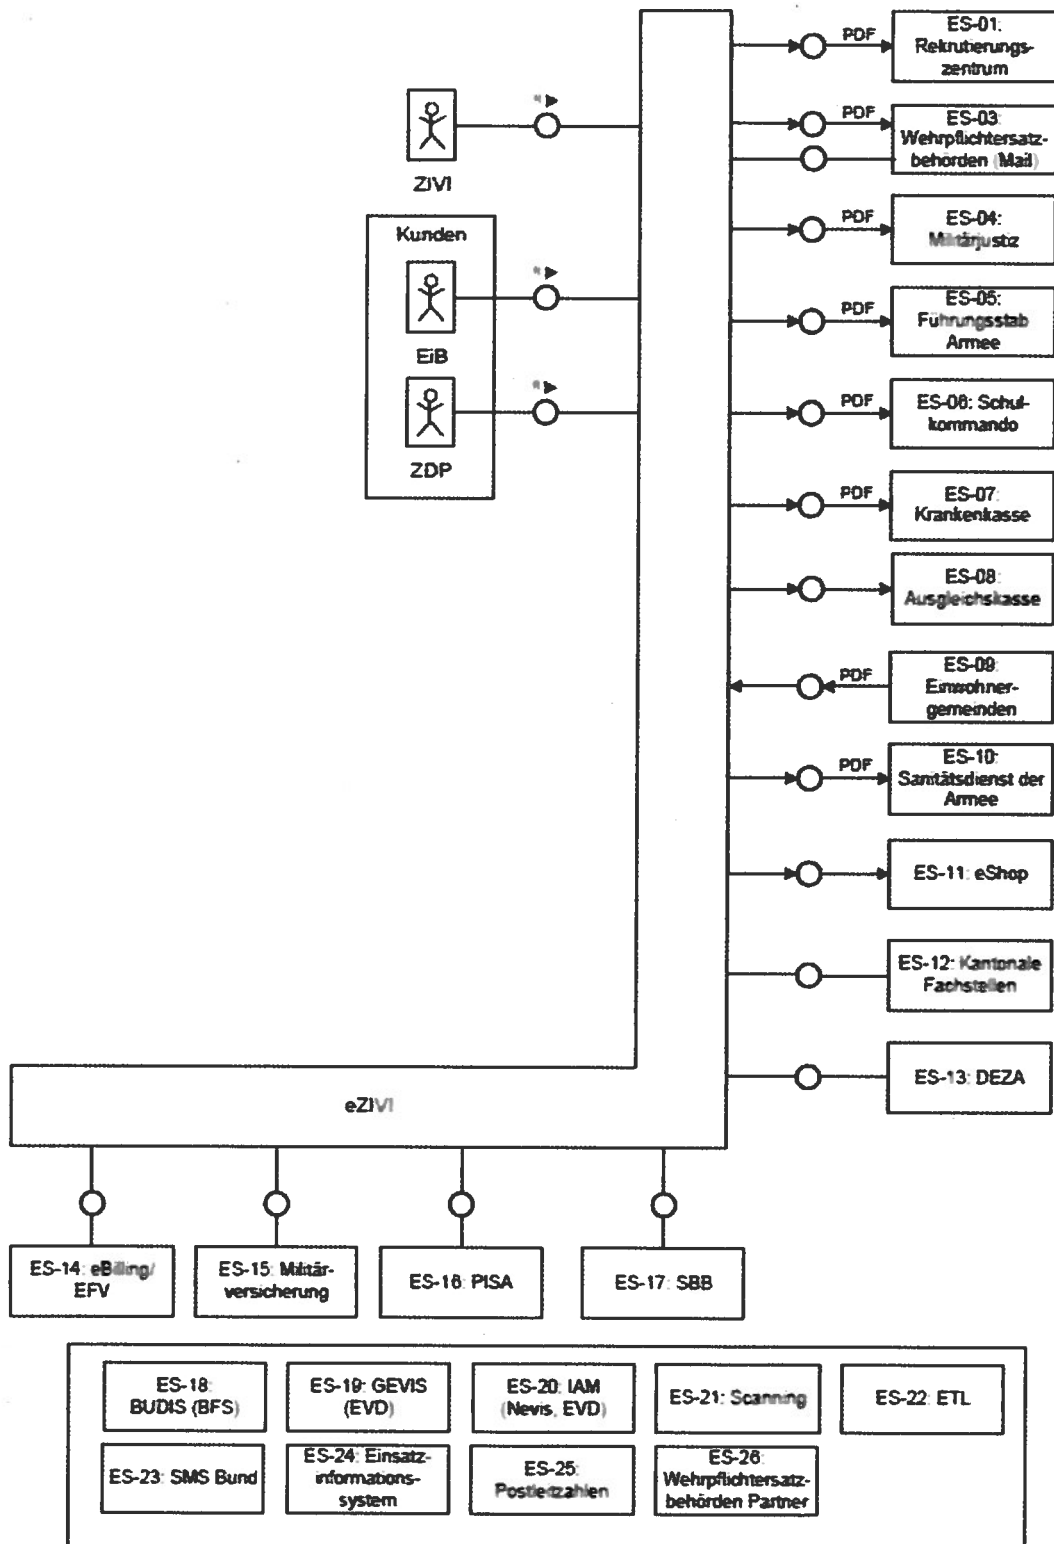 ES-01:
Rekrutierungs-
zentrum
PDF
ES-03:
Wehrpflichtersatz-
behörden (Mail)
PDF
ZIVI
ES-04:
Militärjustiz
PDF
Kunden
EiB
ZDP
ES-05:
Führungsstab
Armee
PDF
ES-06: Schul-
kommando
PDF
ES-07:
Krankenkasse
PDF
ES-08:
Ausgleichskasse
ES-09:
Einwohner-
gemeinden
PDF
ES-10:
Sanitätsdienst der
Armee
PDF
ES-11: eShop
ES-12: Kantonale
Fachstellen
ES-13: DEZA
eZIVI
ES-14: eBilling/
EFV
ES-15: Militär-
versicherung
ES-16: PISA
ES-17: SBB
ES-18:
BUDIS (BFS)
ES-19: GEVIS
(EVD)
ES-20: IAM
(Nevis, EVD)
ES-21: Scanning
ES-22: ETL
ES-23: SMS Bund
ES-24: Einsatz-
informations-
system
ES-25:
Postleitzahlen
ES-26:
Wehrpflichtersatz-
behörden Partner